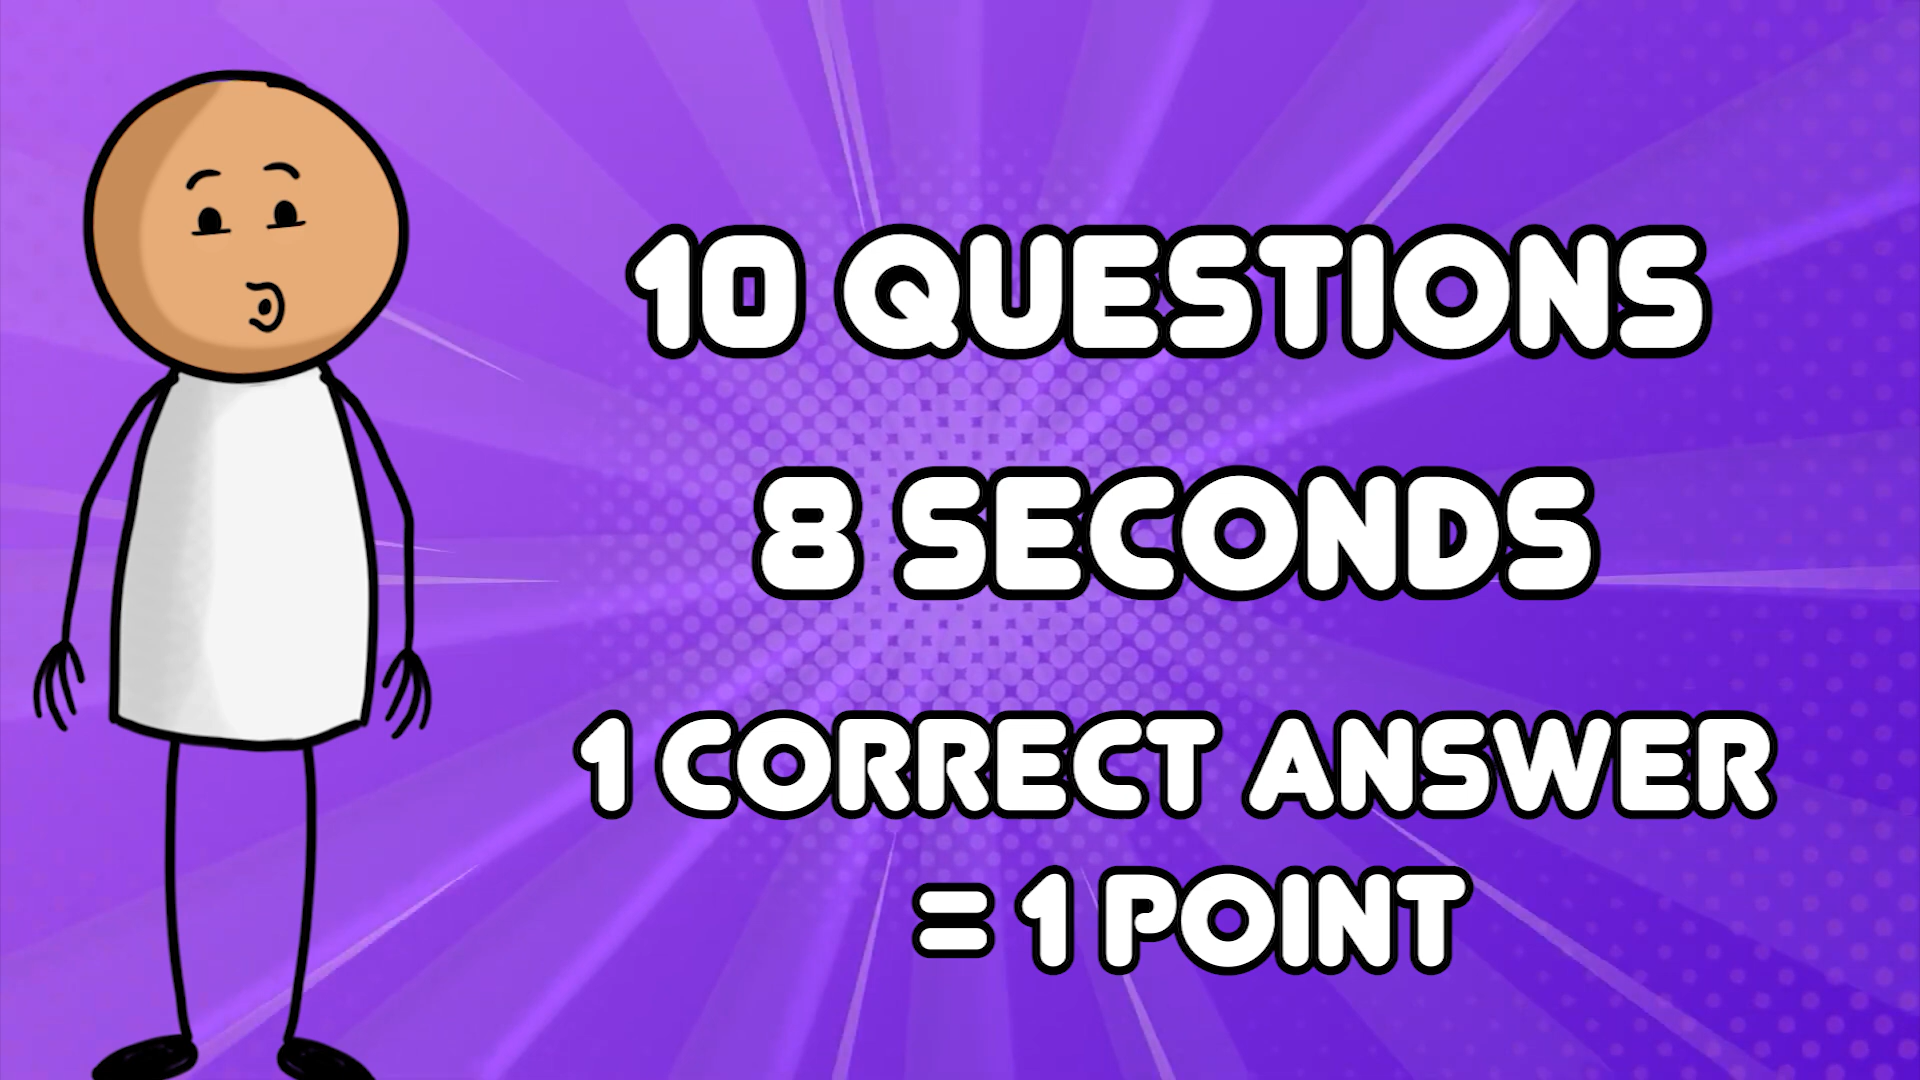 10 QUESTIONS
8 SECONDS
1 CORRECT ANSWER
= 1 POINT